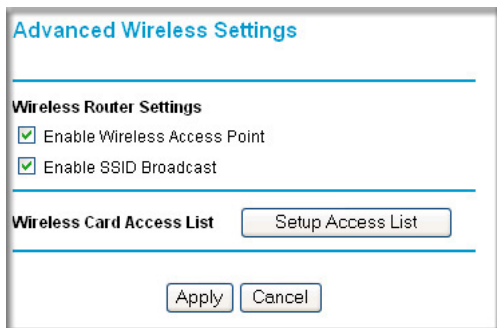 Advanced Wireless Settings
Wireless Router Settings
Enable Wireless Access Point
Enable SSID Broadcast
Wireless Card Access List Setup Access List
Apply Cancel